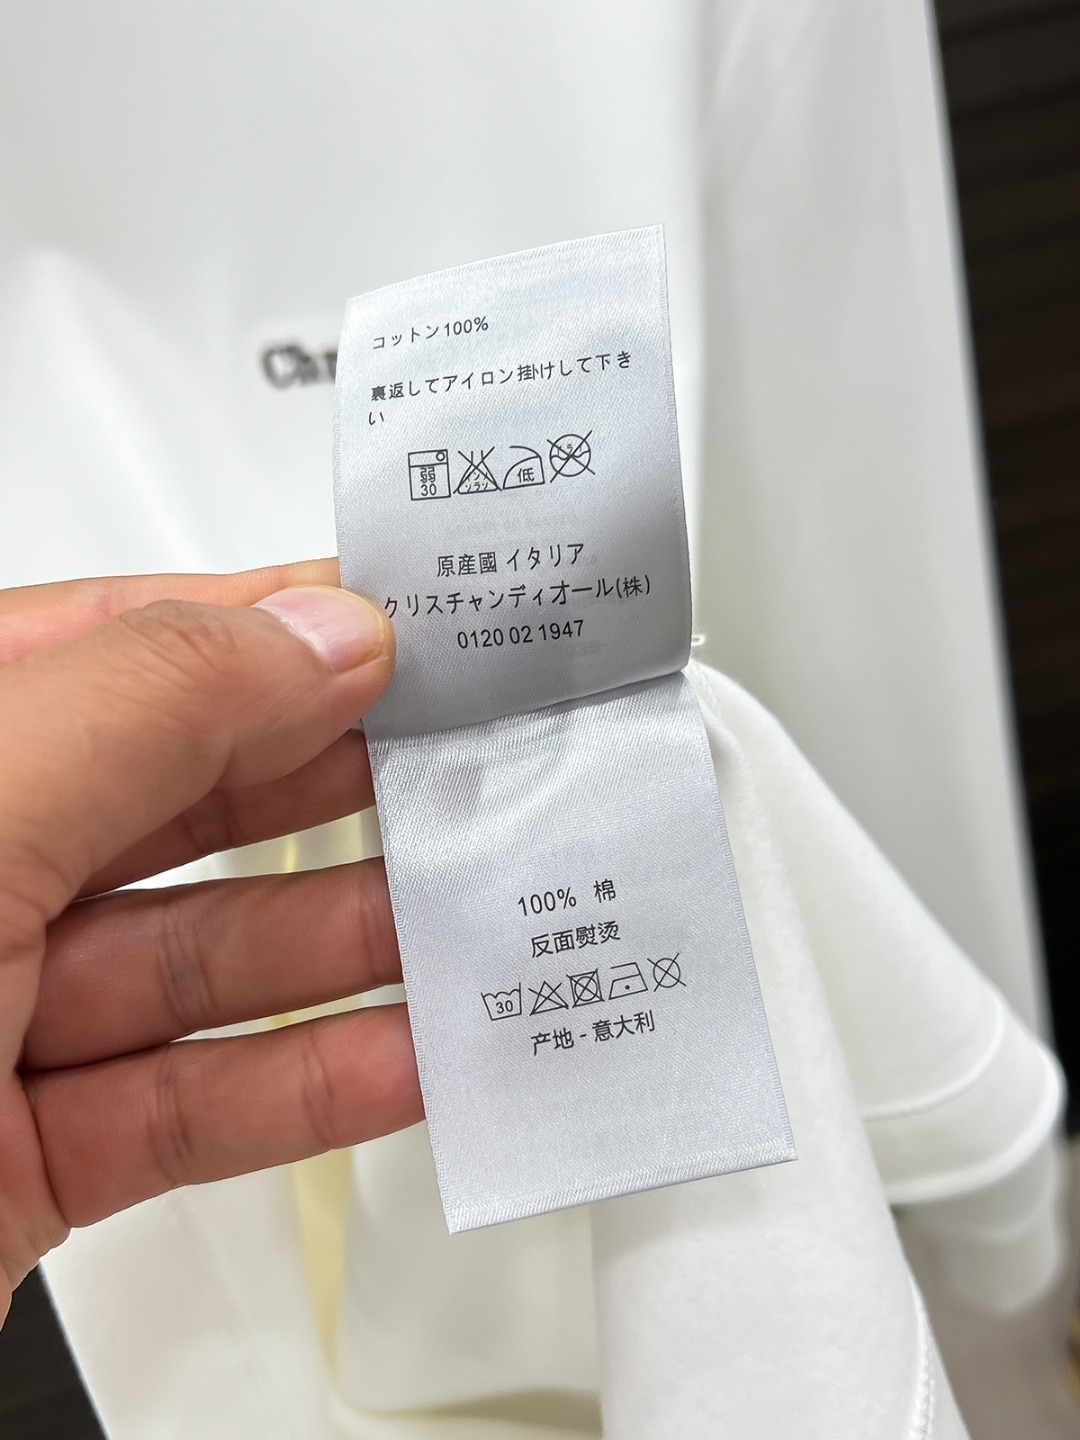 コットン100%
裏返してアイロン掛けして下き
い
弱
30
低
原産國 イタリア
クリスチャンディオール(株)
0120 02 1947
100% 棉
反面熨烫
30
产地 - 意大利